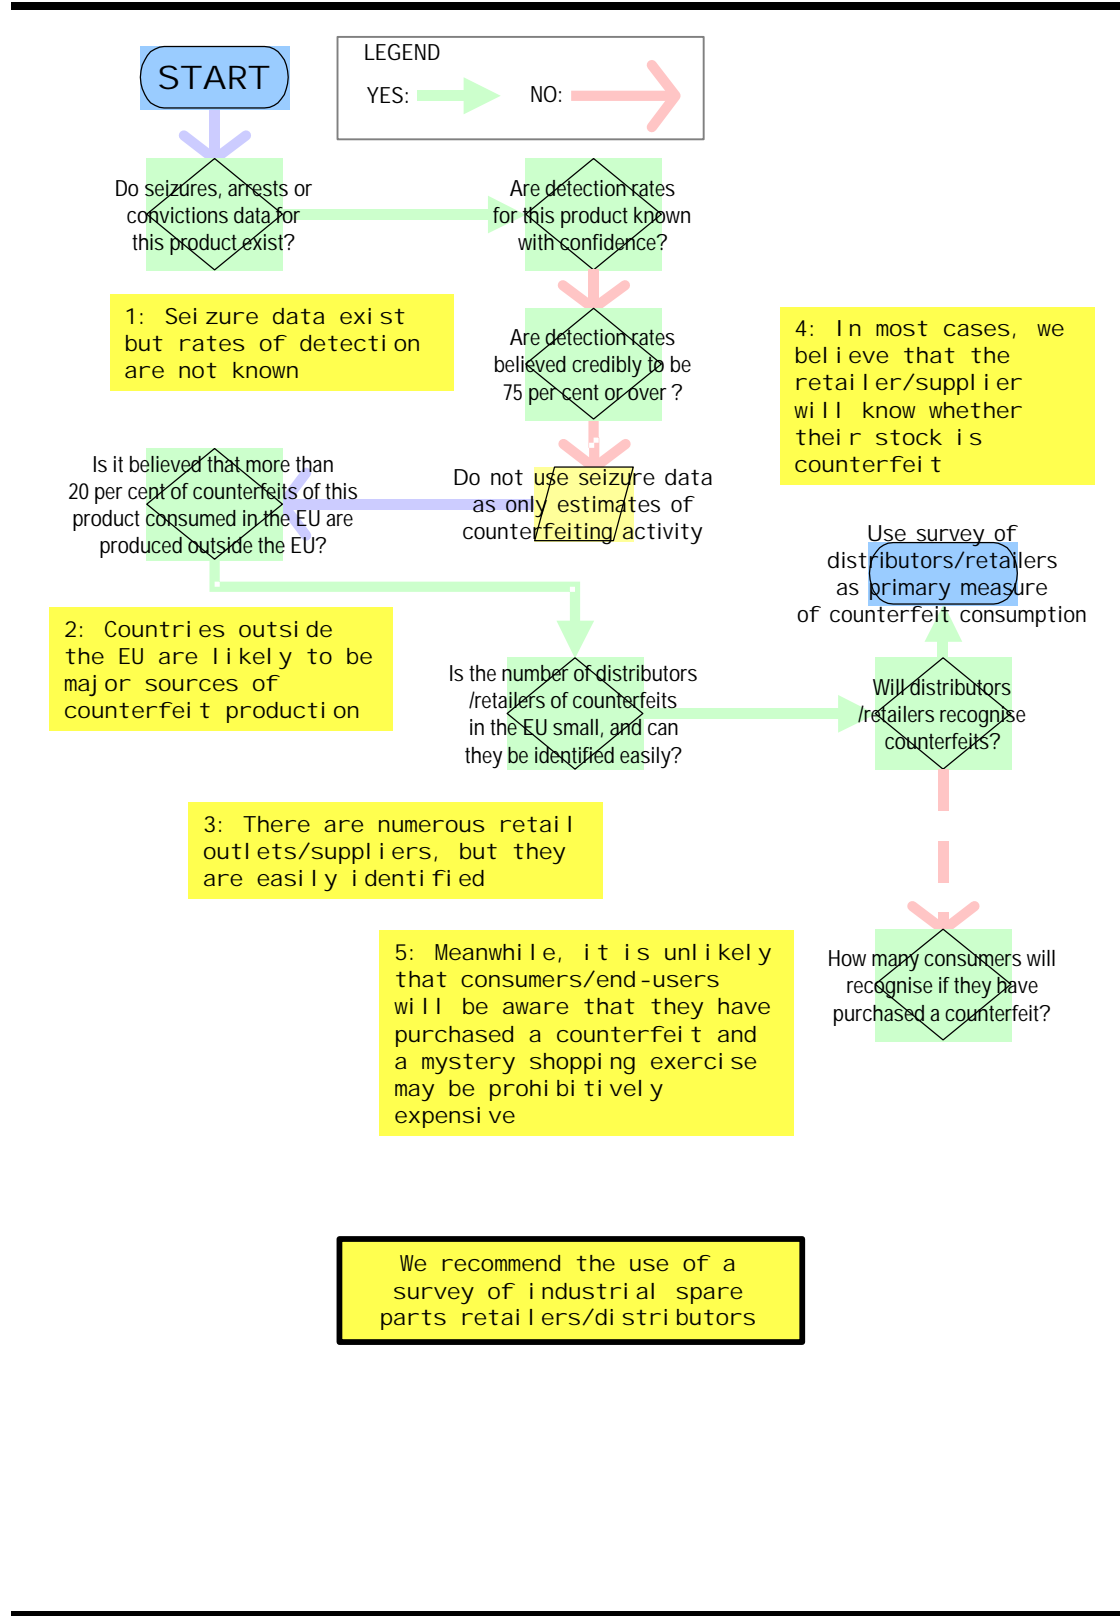 START
LEGEND
YES:
NO:
Do seizures, arrests or
convictions data for
this product exist?
Are detection rates
for this product known
with confidence?
1: Seizure data exist
but rates of detection
are not known
Are detection rates
believed credibly to be
75 per cent or over ?
4: In most cases, we
believe that the
retailer/supplier
will know whether
their stock is
counterfeit
Is it believed that more than
20 per cent of counterfeits of this
product consumed in the EU are
produced outside the EU?
Do not use seizure data
as only estimates of
counterfeiting activity
Use survey of
distributors/retailers
as primary measure
of counterfeit consumption
2: Countries outside
the EU are likely to be
major sources of
counterfeit production
Is the number of distributors
/retailers of counterfeits
in the EU small, and can
they be identified easily?
Will distributors
/retailers recognise
counterfeits?
3: There are numerous retail
outlets/suppliers, but they
are easily identified
5: Meanwhile, it is unlikely
that consumers/end-users
will be aware that they have
purchased a counterfeit and
a mystery shopping exercise
may be prohibitively
expensive
How many consumers will
recognise if they have
purchased a counterfeit?
We recommend the use of a
survey of industrial spare
parts retailers/distributors